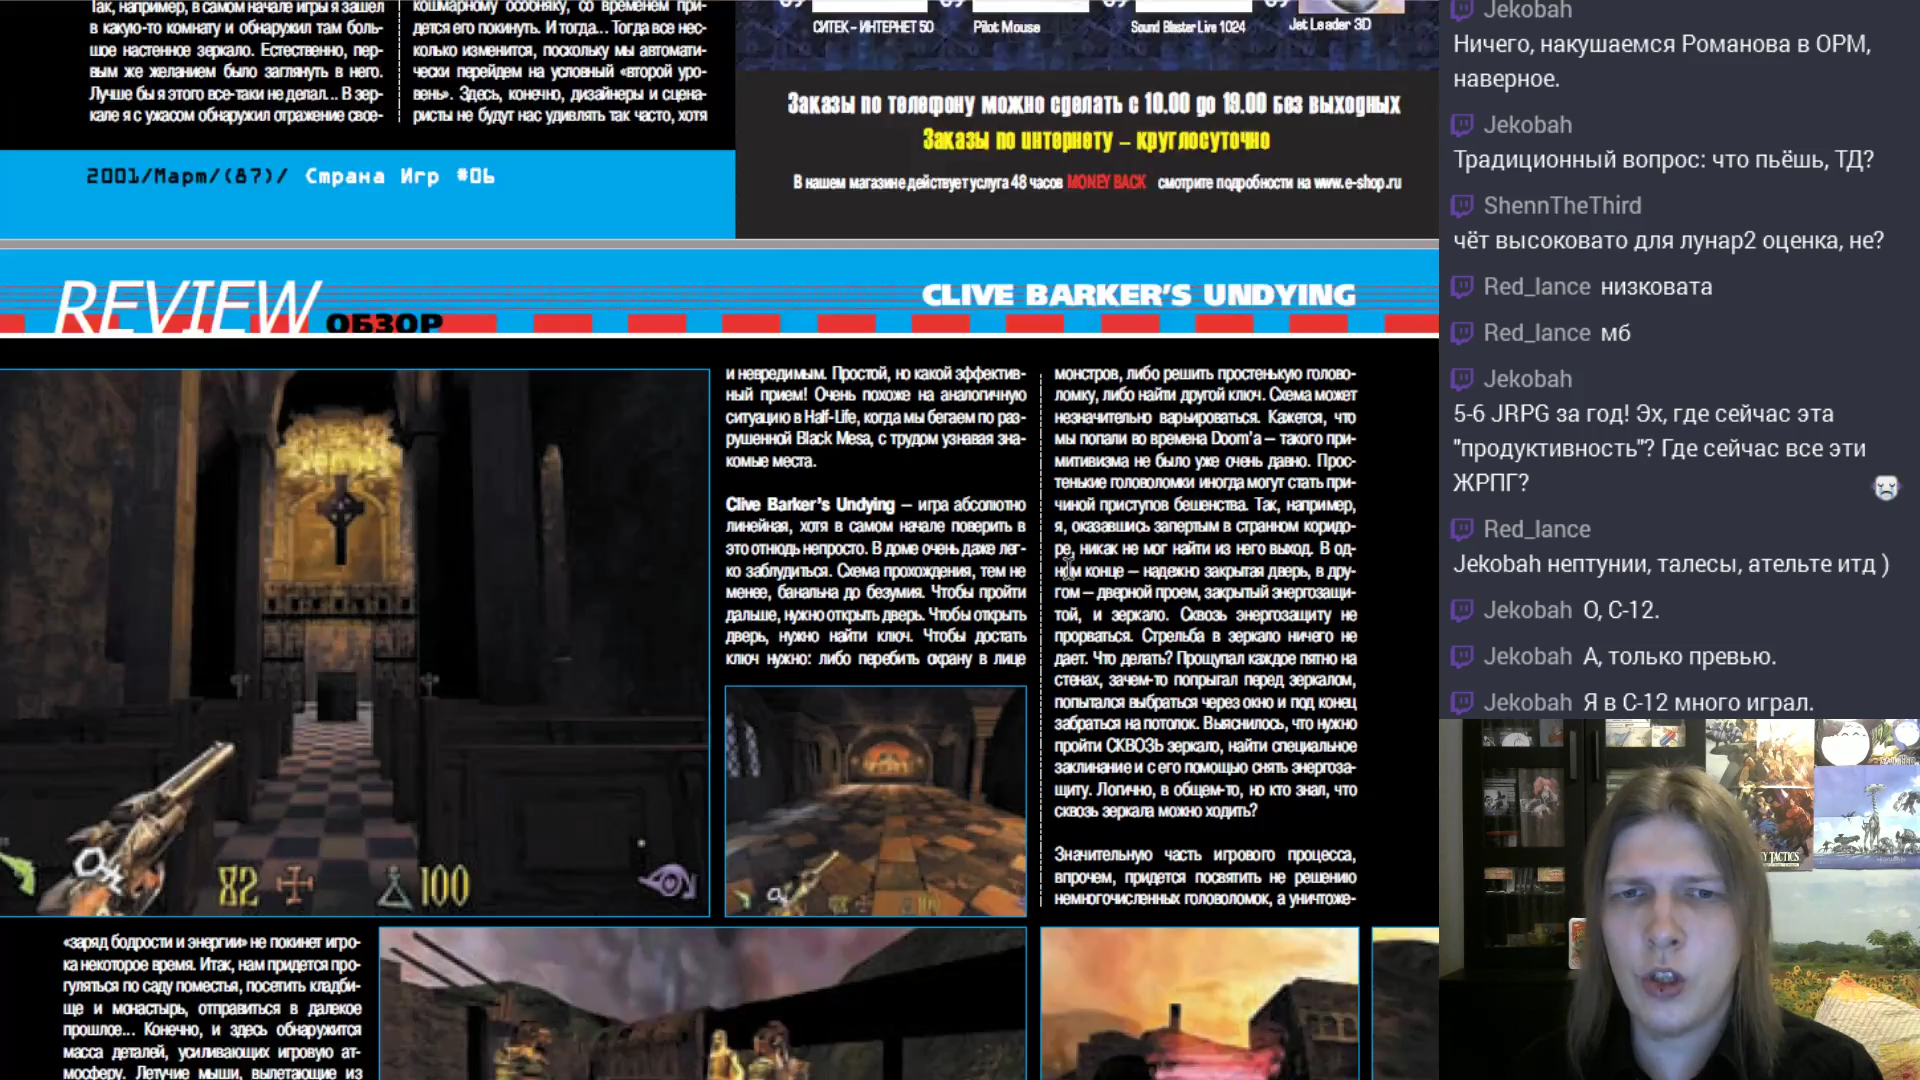 Так, например, в самом начале игры я зашел
в какую-то комнату и обнаружил там боль-
шое настенное зеркало. Естественно, пер-
вым же желанием было заглянуть в него.
Лучше бы я этого все-таки не делал... В зер-
кале я с ужасом обнаружил отражение свое-
кошмарному особняку, со временем при-
дется его покинуть. И тогда... Тогда все нес-
колько изменится, поскольку мы автомати-
чески перейдем на условный «второй уро-
вень». Здесь, конечно, дизайнеры и сцена-
ристы не будут нас удивлять так часто, хотя
2001/Март/(87)/ Страна Игр #06
СИТЕК - ИНТЕРНЕТ 50
Pilot Mouse
Sound Blaster Live 1024
Jet Leader 3D
Заказы по телефону можно сделать с 10.00 до 19.00 без выходных
Заказы по интернету – круглосуточно
В нашем магазине действует услуга 48 часов MONEY BACK смотрите подробности на www.e-shop.ru
REVIEW
ОБЗОР
CLIVE BARKER'S UNDYING
82
100
и невредимым. Простой, но какой эффектив-
ный прием! Очень похоже на аналогичную
ситуацию в Half-Life, когда мы бегаем по раз-
рушенной Black Mesa, с трудом узнавая зна-
комые места.
Clive Barker's Undying – игра абсолютно
линейная, хотя в самом начале поверить в
это отнюдь непросто. В доме очень даже лег-
ко заблудиться. Схема прохождения, тем не
менее, банальна до безумия. Чтобы пройти
дальше, нужно открыть дверь. Чтобы открыть
дверь, нужно найти ключ. Чтобы достать
ключ нужно: либо перебить охрану в лице
монстров, либо решить простенькую голово-
ломку, либо найти другой ключ. Схема может
незначительно варьироваться. Кажется, что
мы попали во времена Doom'а – такого при-
митивизма не было уже очень давно. Прос-
тенькие головоломки иногда могут стать при-
чиной приступов бешенства. Так, например,
я, оказавшись запертым в странном коридо-
ре, никак не мог найти из него выход. В од-
ном конце – надежно закрытая дверь, в дру-
гом – дверной проем, закрытый энергозащи-
той, и зеркало. Сквозь энергозащиту не
прорваться. Стрельба в зеркало ничего не
дает. Что делать? Прощупал каждое пятно на
стенах, зачем-то попрыгал перед зеркалом,
попытался выбраться через окно и под конец
забраться на потолок. Выяснилось, что нужно
пройти СКВОЗЬ зеркало, найти специальное
заклинание и с его помощью снять энергоза-
щиту. Логично, в общем-то, но кто знал, что
сквозь зеркала можно ходить?
Значительную часть игрового процесса,
впрочем, придется посвятить не решению
немногочисленных головоломок, а уничтоже-
«заряд бодрости и энергии» не покинет игро-
ка некоторое время. Итак, нам придется про-
гуляться по саду поместья, посетить кладби-
ще и монастырь, отправиться в далекое
прошлое... Конечно, и здесь обнаружится
масса деталей, усиливающих игровую ат-
мосферу. Летучие мыши, вылетающие из
Jekobah
Ничего, накушаемся Романова в ОРМ,
наверное.
Jekobah
Традиционный вопрос: что пьёшь, ТД?
ShennTheThird
чёт высоковато для лунар2 оценка, не?
Red_lance низковата
Red_lance мб
Jekobah
5-6 JRPG за год! Эх, где сейчас эта
"продуктивность"? Где сейчас все эти
ЖРПГ?
Red_lance
Jekobah нептунии, талесы, ателье итд )
Jekobah О, С-12.
Jekobah А, только превью.
Jekobah Я в С-12 много играл.
TACTICS